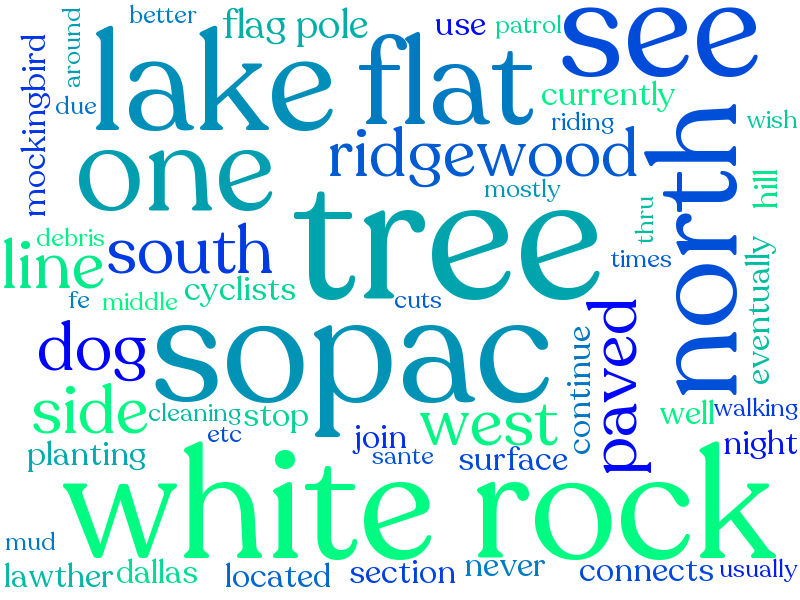 better
flag pole
use
patrol
see
around
lake
flat
mockingbird
due
currently
riding
wish
one
ridgewood
north
mostly
tree
hill
thru
debris
south
line
times
eventually
fe
middle
cyclists
cuts
dog
sopac
continue
paved
side
cleaning
stop
west
well
walking
etc
join
night
planting
sante
surface
white rock
mud
lawther
dallas
located
section
never
connects
usually